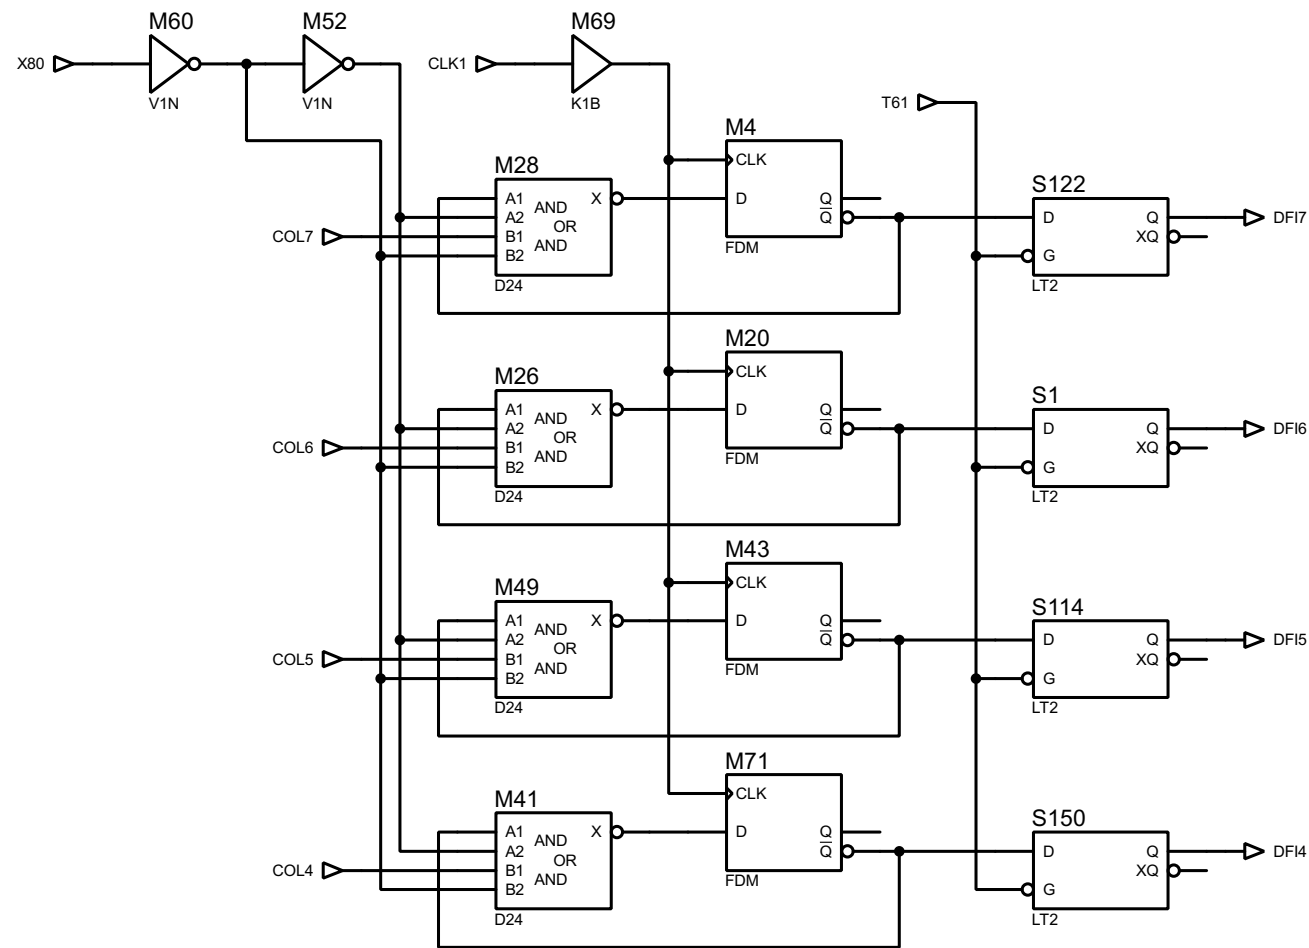 M60 M52 M69
X80 CLK1
V1N V1N K1B
T61
M4
CLK
M28 S122
A1 X D Q
AND
A2 Q D Q DFI7
OR
COL7 B1 XQ
AND
B2 G
FDM
D24 LT2
M20
CLK
M26 S1
A1 X D Q
AND
A2 Q D Q DFI6
OR
COL6 B1 XQ
AND
B2 G
FDM
D24 LT2
M43
CLK
M49 S114
A1 X D Q
AND
A2 Q D Q DFI5
OR
COL5 B1 XQ
AND
B2 G
FDM
D24 LT2
M71
CLK
M41 S150
A1 X D Q
AND
A2 Q D Q DFI4
OR
COL4 B1 XQ
AND
B2 G
FDM
D24 LT2